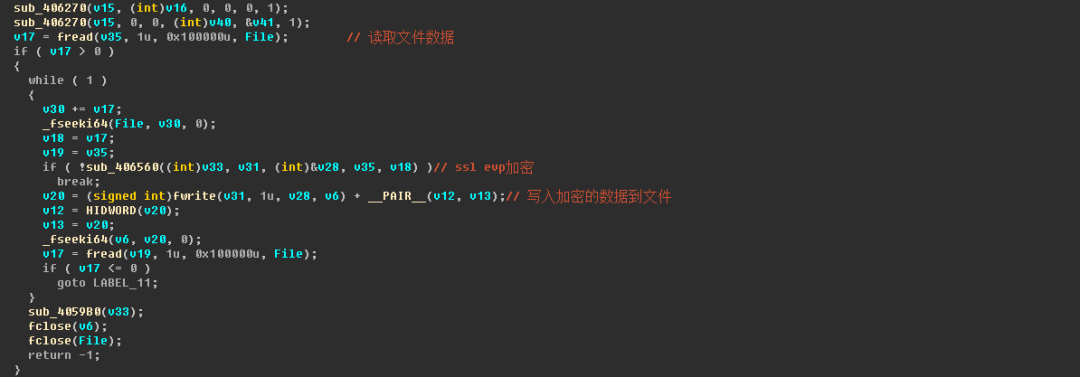 sub_406270(v15, (int)v16, 0, 0, 0, 1);
sub_406270(v15, 0, 0, (int)v40, &v41, 1);
v17 = fread(v35, 1u, 0x100000u, File); // 读取文件数据
if ( v17 > 0 )
{
while ( 1 )
{
v30 += v17;
_fseeki64(File, v30, 0);
v18 = v17;
v19 = v35;
if ( !sub_406560((int)v33, v31, (int)&v28, v35, v18) )// ssl evp加密
break;
v20 = (signed int)fwrite(v31, 1u, v28, v6) + __PAIR__(v12, v13);// 写入加密的数据到文件
v12 = HIDWORD(v20);
v13 = v20;
_fseeki64(v6, v20, 0);
v17 = fread(v19, 1u, 0x100000u, File);
if ( v17 <= 0 )
goto LABEL_11;
}
sub_4059B0(v33);
fclose(v6);
fclose(File);
return -1;
}